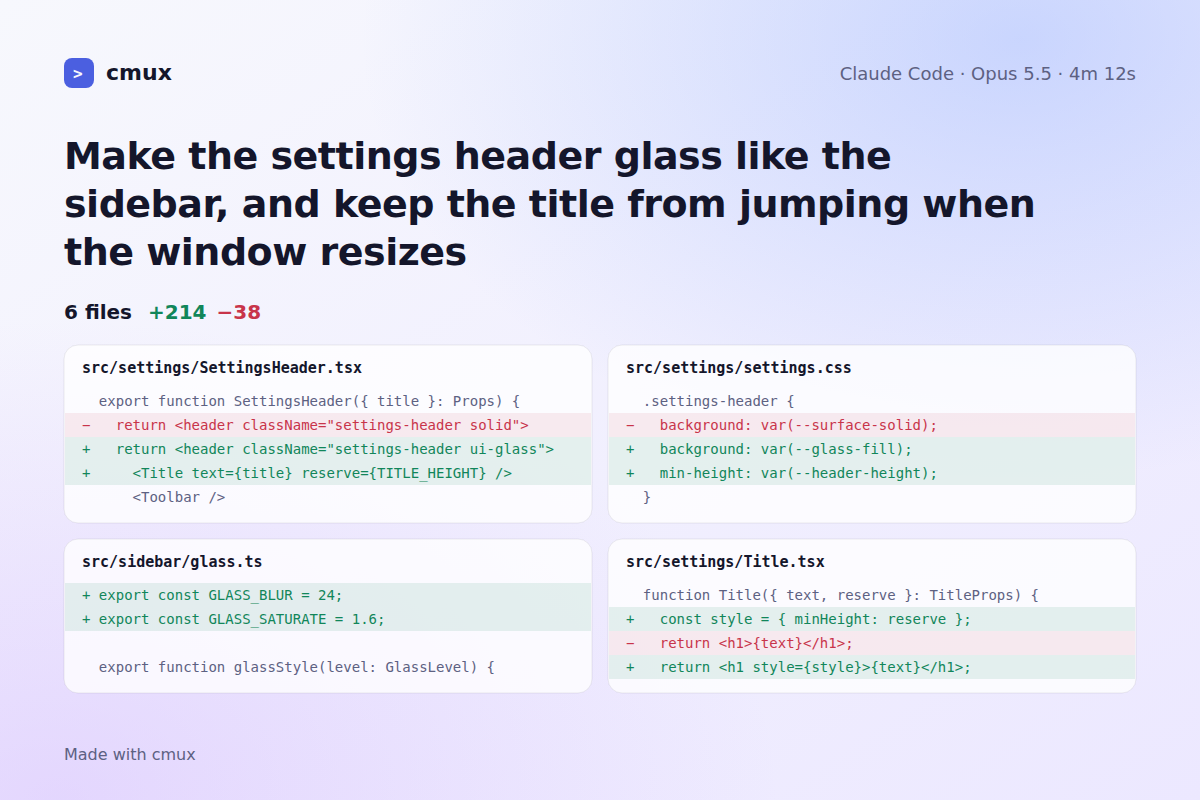 > cmux
Claude Code · Opus 5.5 · 4m 12s
Make the settings header glass like the
sidebar, and keep the title from jumping when
the window resizes
6 files +214 −38
src/settings/SettingsHeader.tsx
  export function SettingsHeader({ title }: Props) {
−   return <header className="settings-header solid">
+   return <header className="settings-header ui-glass">
+     <Title text={title} reserve={TITLE_HEIGHT} />
      <Toolbar />
src/settings/settings.css
  .settings-header {
−   background: var(--surface-solid);
+   background: var(--glass-fill);
+   min-height: var(--header-height);
  }
src/sidebar/glass.ts
+ export const GLASS_BLUR = 24;
+ export const GLASS_SATURATE = 1.6;
  export function glassStyle(level: GlassLevel) {
src/settings/Title.tsx
  function Title({ text, reserve }: TitleProps) {
+   const style = { minHeight: reserve };
−   return <h1>{text}</h1>;
+   return <h1 style={style}>{text}</h1>;
Made with cmux